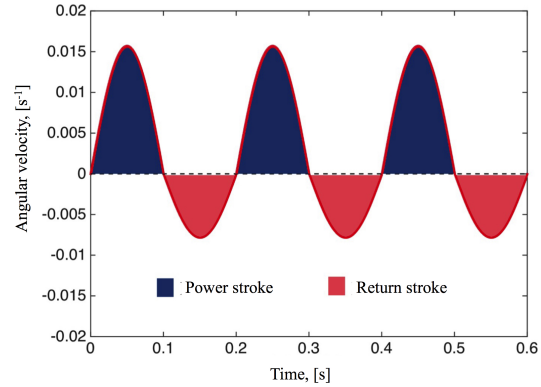 0.02
0.015
0.01
0.005
0
-0.005
-0.01
-0.015
-0.02
Angular velocity, [s-1]
Power stroke
Return stroke
0 0.1 0.2 0.3 0.4 0.5 0.6
Time, [s]